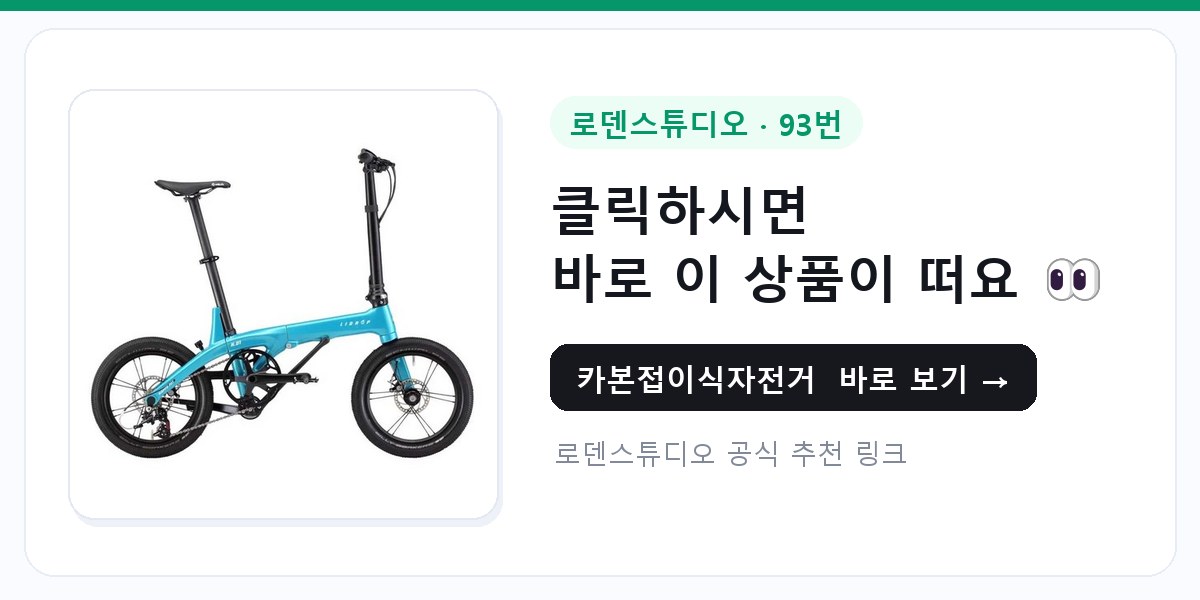 로덴스튜디오 · 93번
클릭하시면
바로 이 상품이 떠요 👀
카본접이식자전거 바로 보기 →
로덴스튜디오 공식 추천 링크